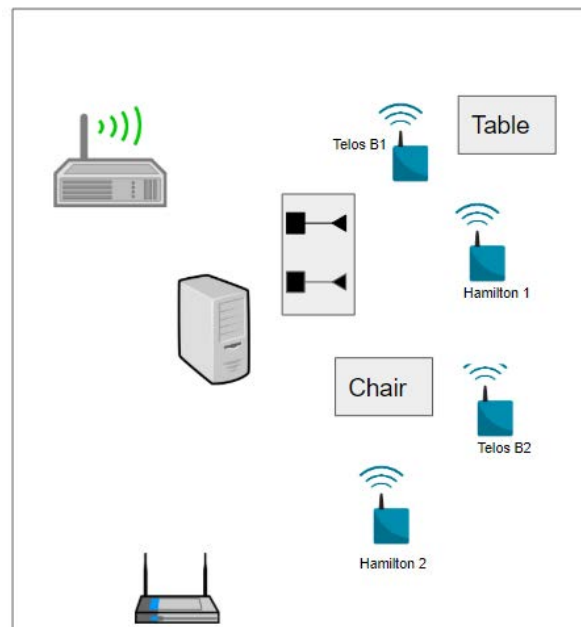 Telos B1
Table
Hamilton 1
Chair
Telos B2
Hamilton 2